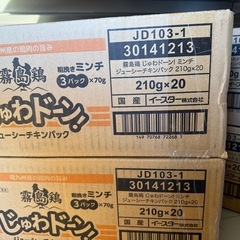 南九州産の鶏肉の旨み
霧島鶏
粗挽きミンチ
3パック×70g
じゅわドーン!
ジューシーチキンパック
JD103-1
30141213
霧島鶏 じゅわドーン! ミンチ
ジューシーチキンパック 210g×20
210g×20
国産 イースター株式会社
霧島鶏
粗挽きミンチ
3パック×70g
じゅわドーン!
JD103-1
30141213
霧島鶏 じゅわドーン! ミンチ
ジューシーチキンパック 210g×20
210g×20
国産 イースター株式会社